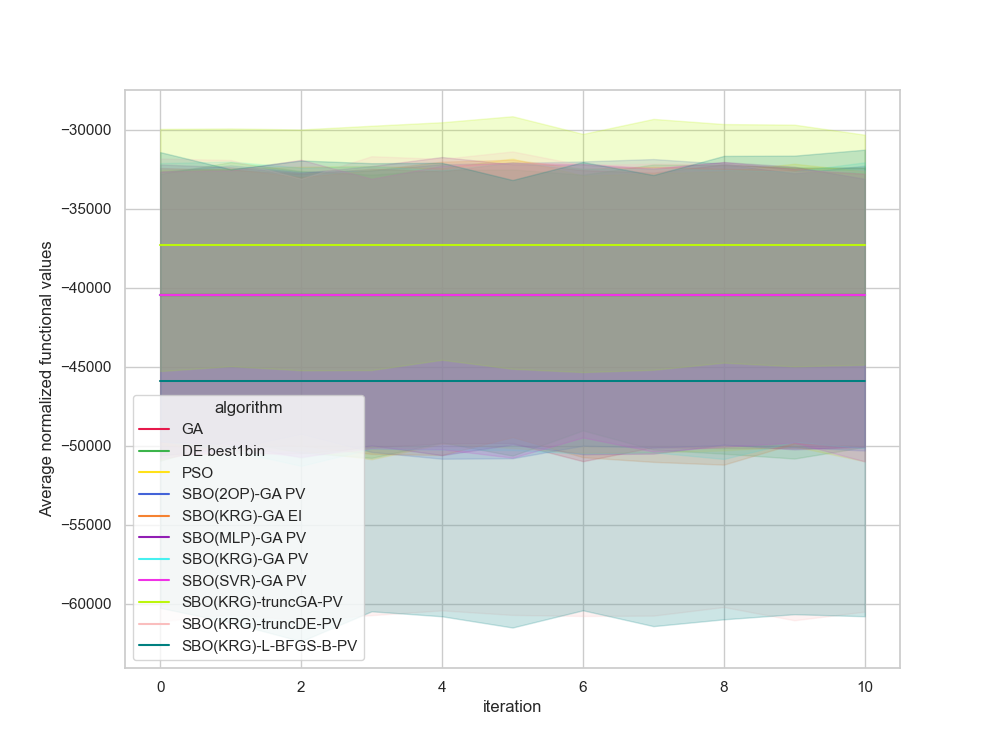 −30000
−35000
−40000
−45000
−50000
−55000
−60000
Average normalized functional values
algorithm
GA
DE best1bin
PSO
SBO(2OP)-GA PV
SBO(KRG)-GA EI
SBO(MLP)-GA PV
SBO(KRG)-GA PV
SBO(SVR)-GA PV
SBO(KRG)-truncGA-PV
SBO(KRG)-truncDE-PV
SBO(KRG)-L-BFGS-B-PV
0 2 4 6 8 10
iteration